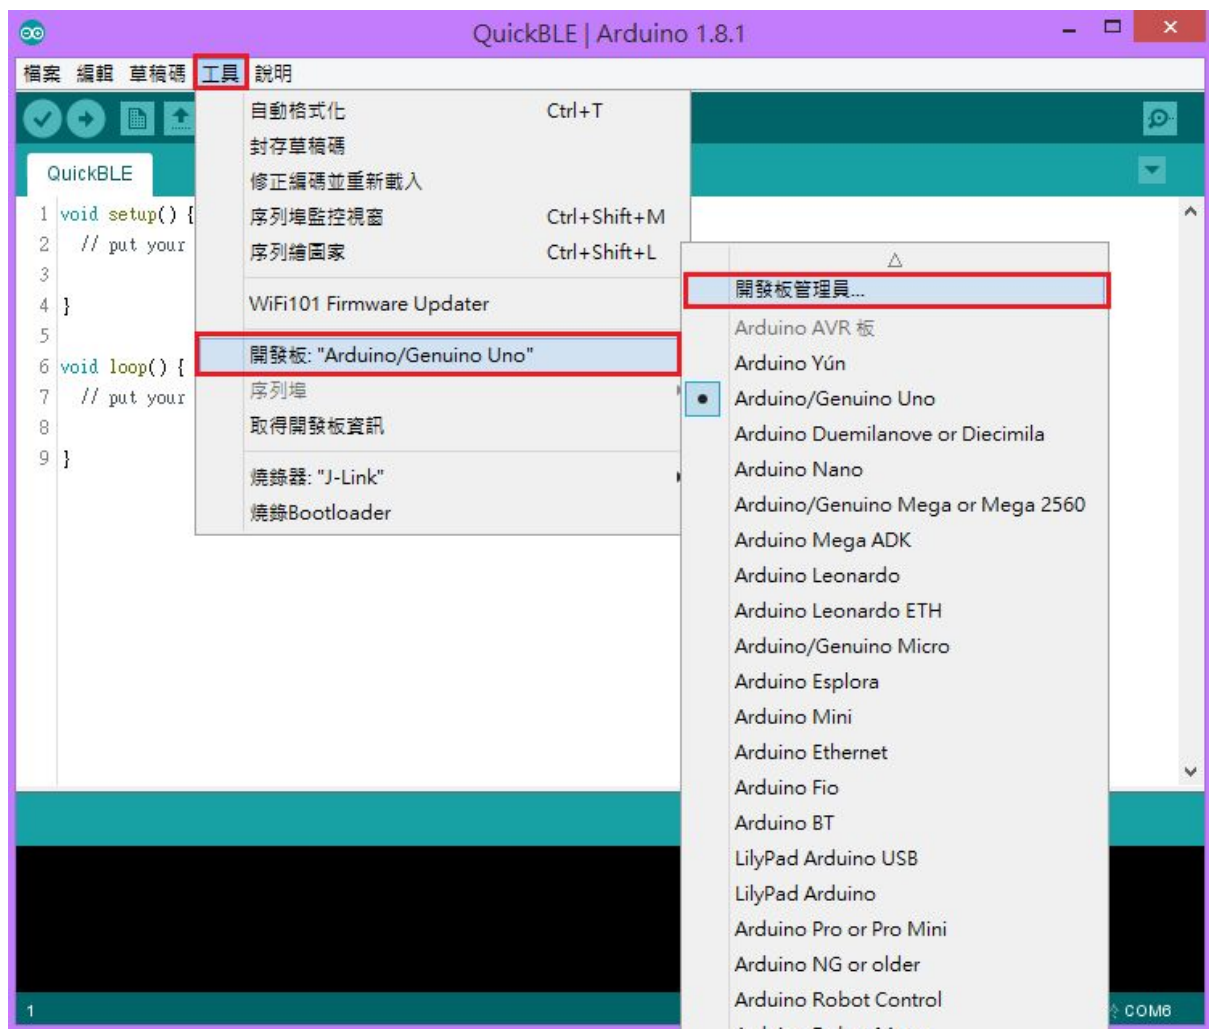 QuickBLE | Arduino 1.8.1
檔案 編輯 草稿碼 工具 說明
QuickBLE
1 void setup() {
2 // put your
3
4 }
5
6 void loop() {
7 // put your
8
9 }
自動格式化 Ctrl+T
封存草稿碼
修正編碼並重新載入
序列埠監控視窗 Ctrl+Shift+M
序列繪圖家 Ctrl+Shift+L
WiFi101 Firmware Updater
開發板: "Arduino/Genuino Uno"
序列埠
取得開發板資訊
燒錄器: "J-Link"
燒錄Bootloader
開發板管理員...
Arduino AVR 板
Arduino Yún
Arduino/Genuino Uno
Arduino Duemilanove or Diecimila
Arduino Nano
Arduino/Genuino Mega or Mega 2560
Arduino Mega ADK
Arduino Leonardo
Arduino Leonardo ETH
Arduino/Genuino Micro
Arduino Esplora
Arduino Mini
Arduino Ethernet
Arduino Fio
Arduino BT
LilyPad Arduino USB
LilyPad Arduino
Arduino Pro or Pro Mini
Arduino NG or older
Arduino Robot Control
1
COM6